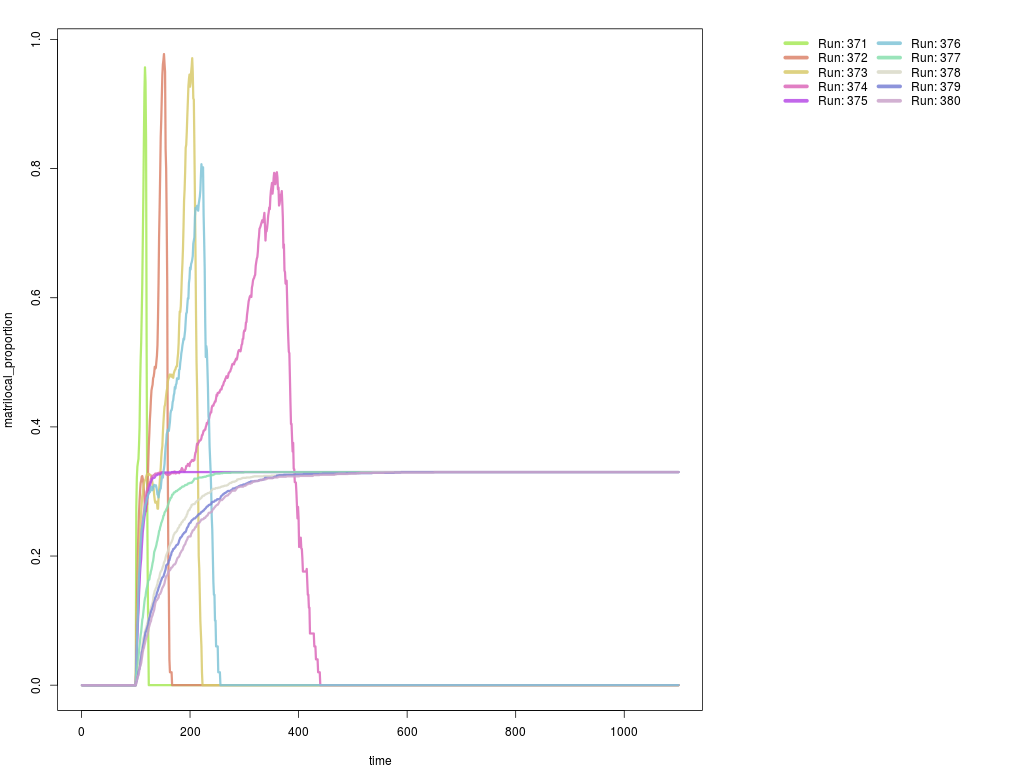 1.0
0.8
0.6
0.4
0.2
0.0
matrilocal_proportion
0 200 400 600 800 1000
time
Run: 371 Run: 376
Run: 372 Run: 377
Run: 373 Run: 378
Run: 374 Run: 379
Run: 375 Run: 380